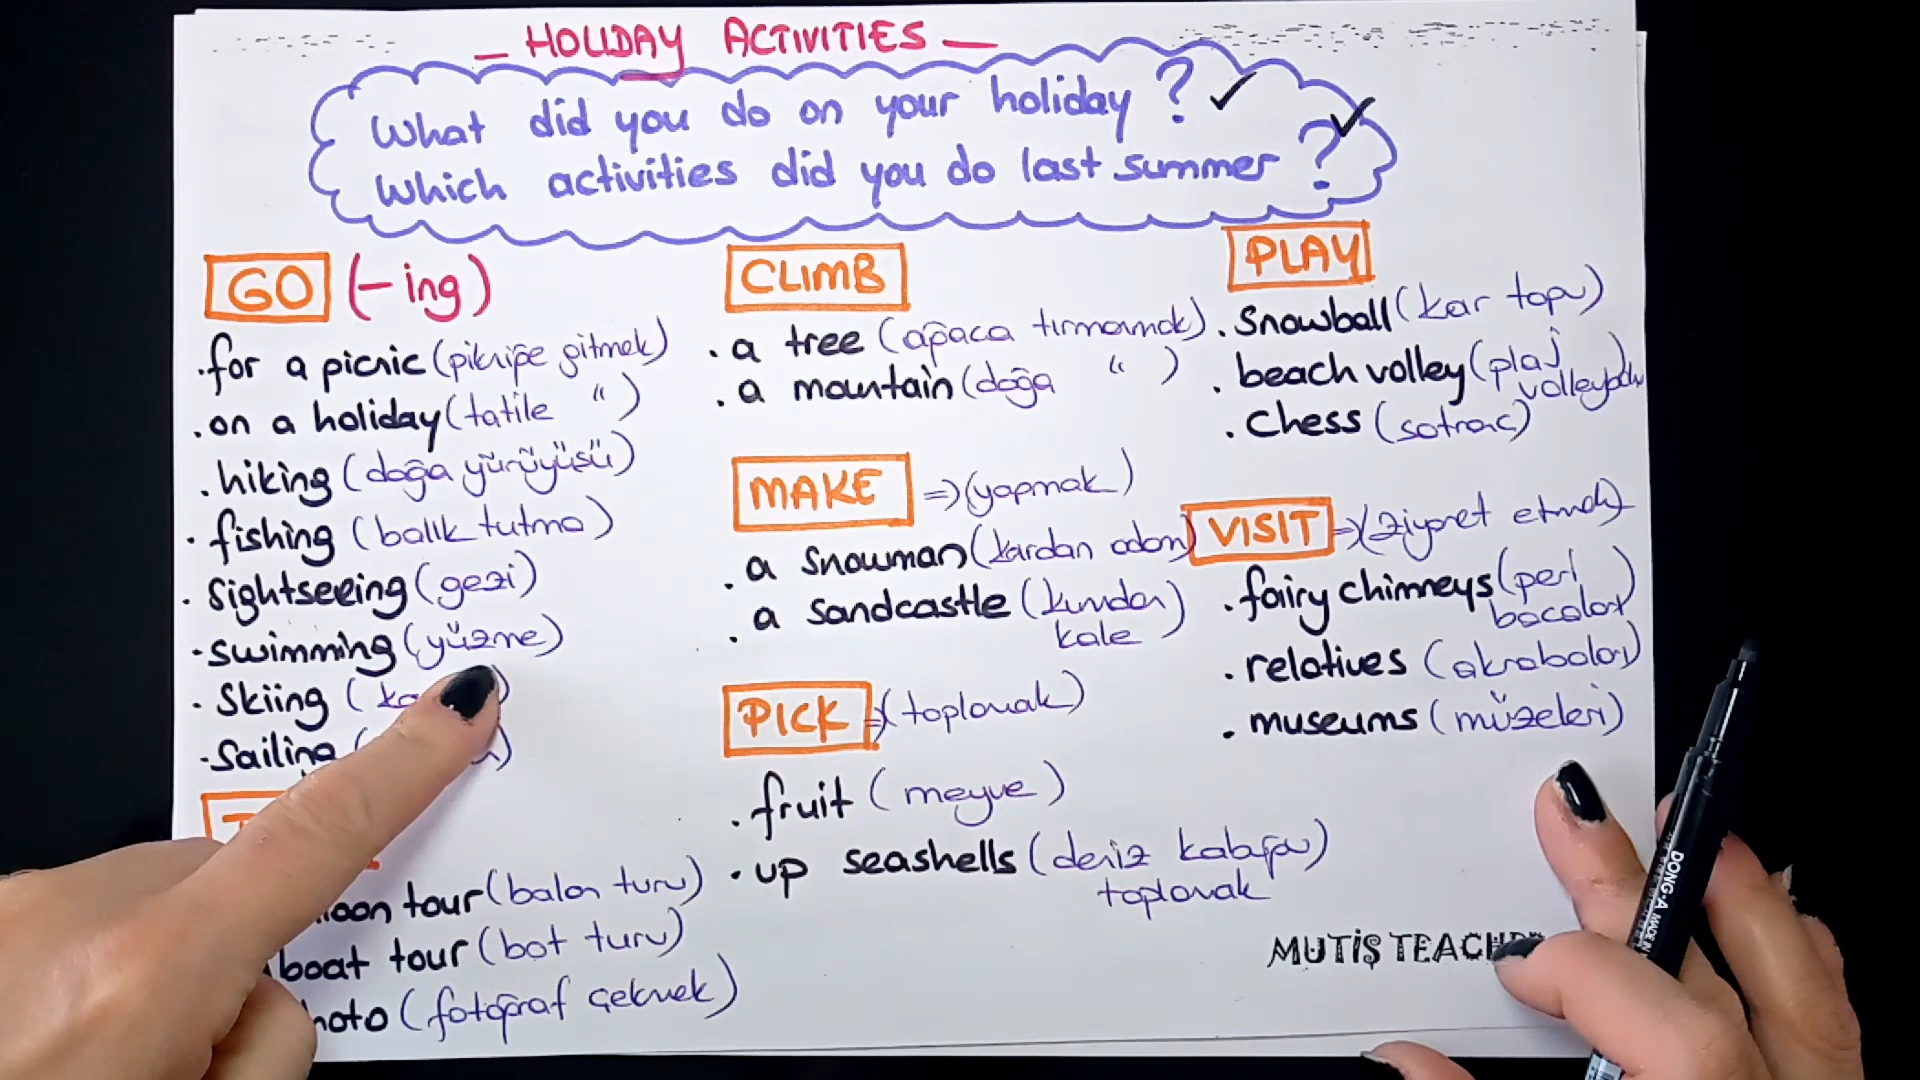 HOLIDAY ACTIVITIES
What did you do on your holiday ? ✓
Which activities did you do last summer ? ✓
GO (-ing)
.for a picnic (pikniğe gitmek)
.on a holiday (tatile " )
.hiking (doğa yürüyüşü)
.fishing (balık tutma)
.sightseeing (gezi)
.swimming (yüzme)
.Skiing (
.Sailing (
tour (balon turu)
boat tour (bot turu)
(fotoğraf çekmek)
CLIMB
.a tree (ağaca tırmanmak)
.a mountain (doğa " )
MAKE =>(yapmak)
.a snowman (kardan adam)
.a sandcastle (kumdan
kale )
PICK =>(toplamak)
.fruit (meyve)
.up seashells (deniz kabuğu)
toplamak
PLAY
.snowball (kar topu)
.beach volley (plaj
volleybolu)
.chess (satranç)
VISIT =>(ziyaret etmek)
.fairy chimneys (peri
bacaları)
.relatives (akrabaları)
.museums (müzeleri)
MUTİŞ
DONG-A